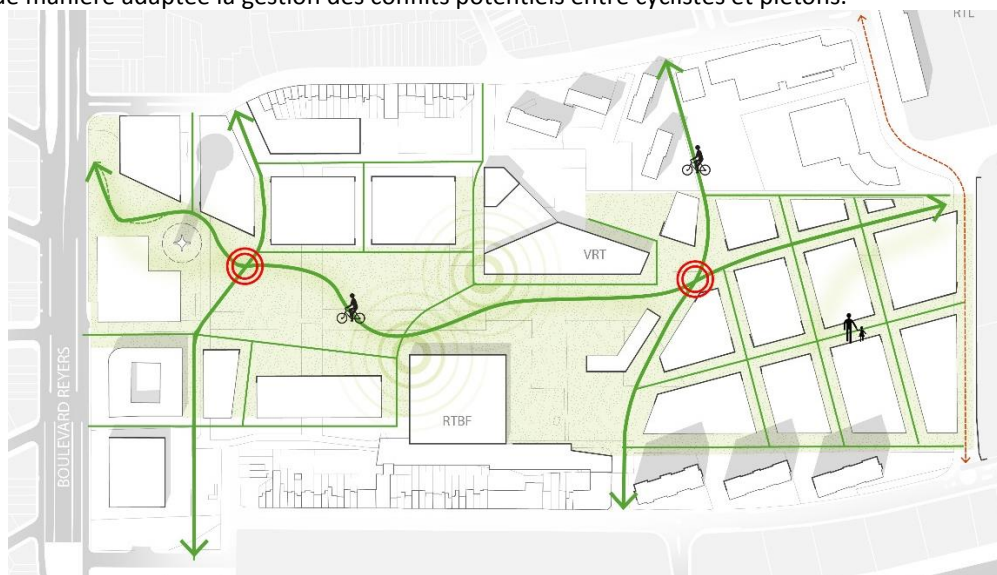 de manière adaptée la gestion des conflits potentiels entre cyclistes et piétons.
RTL
VRT
BOULEVARD REYERS
RTBF